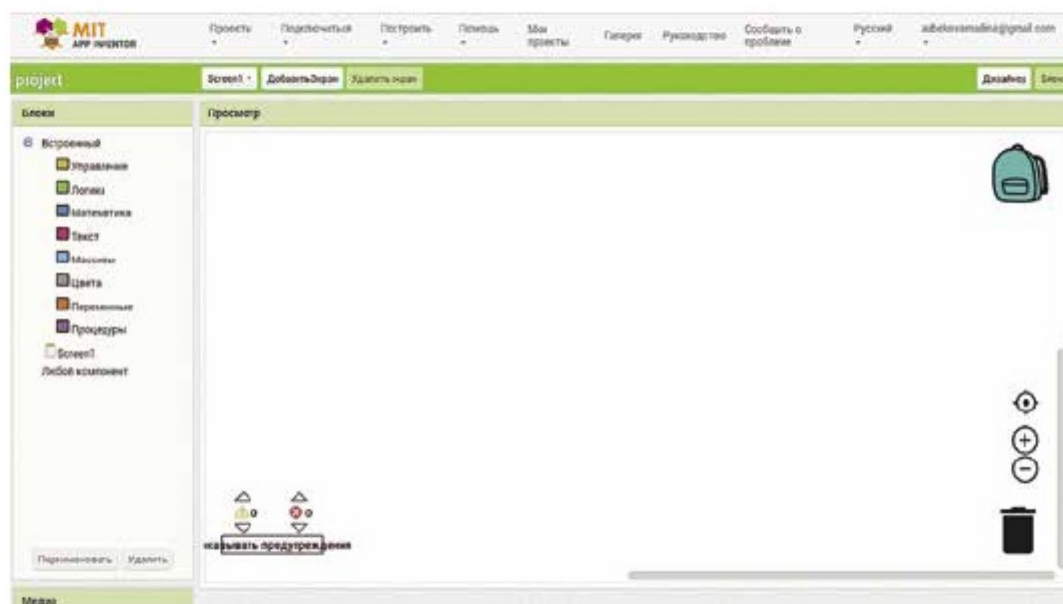 MIT
APP INVENTOR
Проекты Подключиться Построить Помощь Мои проекты Галерея Руководство Сообщить о проблеме Русский
project Screen1 ДобавитьЭкран Удалить экран Дизайнер Блок
Блоки Просмотр
Встроенный
Управление
Логика
Математика
Текст
Массивы
Цвета
Переменные
Процедуры
Screen1
Любой компонент
0 0
казывать предупреждения
Переименовать Удалить
Медиа